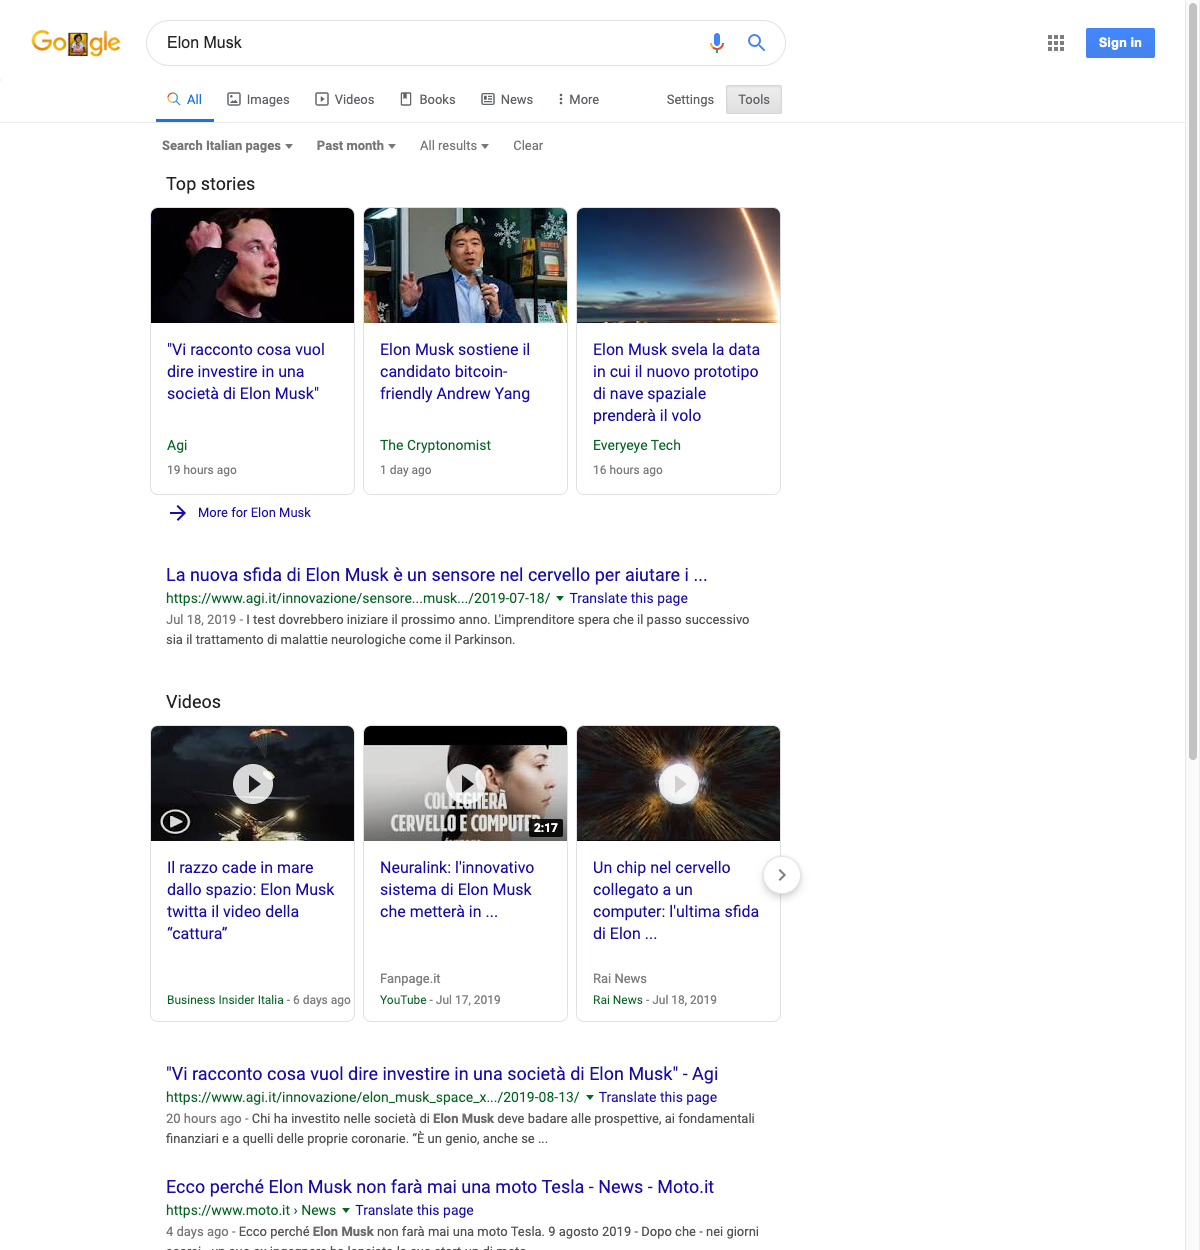 Google
Elon Musk
Sign in
All
Images
Videos
Books
News
More
Settings
Tools
Search Italian pages
Past month
All results
Clear
Top stories
"Vi racconto cosa vuol
dire investire in una
società di Elon Musk"
Agi
19 hours ago
Elon Musk sostiene il
candidato bitcoin-
friendly Andrew Yang
The Cryptonomist
1 day ago
Elon Musk svela la data
in cui il nuovo prototipo
di nave spaziale
prenderà il volo
Everyeye Tech
16 hours ago
More for Elon Musk
La nuova sfida di Elon Musk è un sensore nel cervello per aiutare i ...
https://www.agi.it/innovazione/sensore...musk.../2019-07-18/ Translate this page
Jul 18, 2019 - I test dovrebbero iniziare il prossimo anno. L'imprenditore spera che il passo successivo
sia il trattamento di malattie neurologiche come il Parkinson.
Videos
COLLEGHERÀ
CERVELLO E COMPUTER
2:17
Il razzo cade in mare
dallo spazio: Elon Musk
twitta il video della
“cattura”
Business Insider Italia - 6 days ago
Neuralink: l'innovativo
sistema di Elon Musk
che metterà in ...
Fanpage.it
YouTube - Jul 17, 2019
Un chip nel cervello
collegato a un
computer: l'ultima sfida
di Elon ...
Rai News
Rai News - Jul 18, 2019
"Vi racconto cosa vuol dire investire in una società di Elon Musk" - Agi
https://www.agi.it/innovazione/elon_musk_space_x.../2019-08-13/ Translate this page
20 hours ago - Chi ha investito nelle società di Elon Musk deve badare alle prospettive, ai fondamentali
finanziari e a quelli delle proprie coronarie. “È un genio, anche se ...
Ecco perché Elon Musk non farà mai una moto Tesla - News - Moto.it
https://www.moto.it › News Translate this page
4 days ago - Ecco perché Elon Musk non farà mai una moto Tesla. 9 agosto 2019 - Dopo che - nei giorni